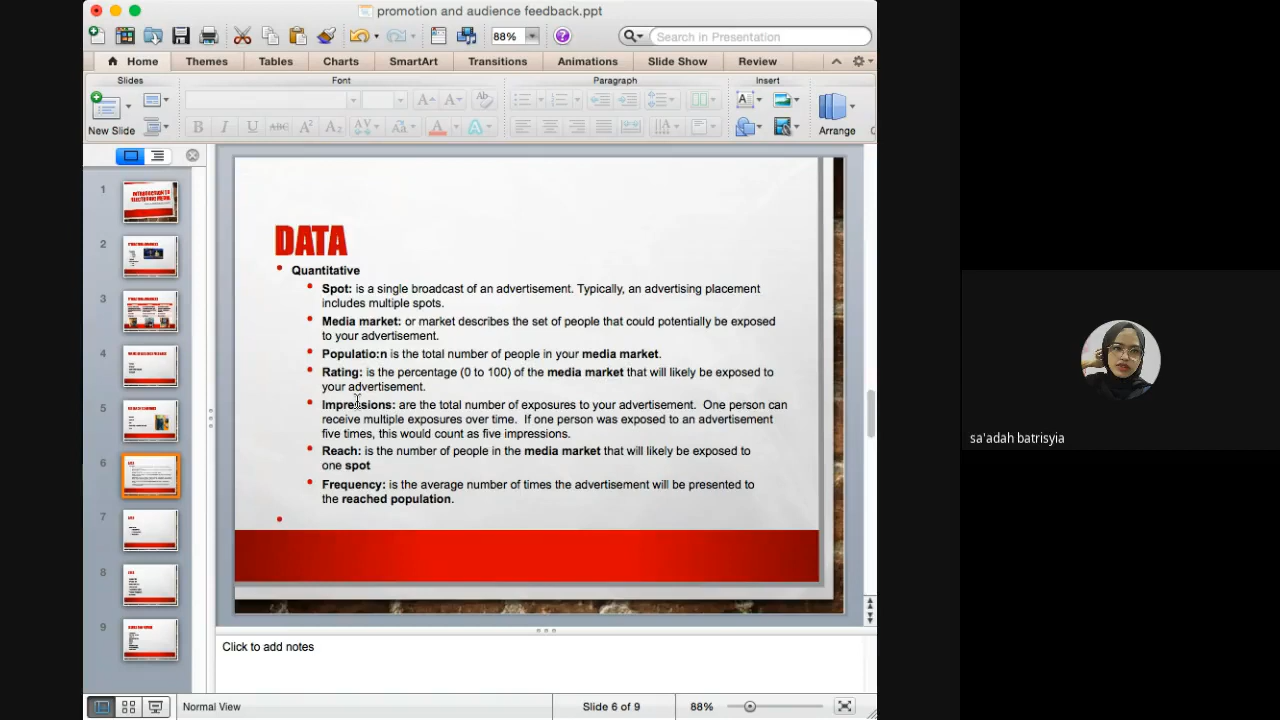 promotion and audience feedback.ppt
88%
Search in Presentation
Home
Themes
Tables
Charts
SmartArt
Transitions
Animations
Slide Show
Review
Slides
Font
Paragraph
Insert
New Slide
Arrange
DATA
Quantitative
Spot: is a single broadcast of an advertisement. Typically, an advertising placement
includes multiple spots.
Media market: or market describes the set of people that could potentially be exposed
to your advertisement.
Populatio:n is the total number of people in your media market.
Rating: is the percentage (0 to 100) of the media market that will likely be exposed to
your advertisement.
Impressions: are the total number of exposures to your advertisement. One person can
receive multiple exposures over time. If one person was exposed to an advertisement
five times, this would count as five impressions.
Reach: is the number of people in the media market that will likely be exposed to
one spot
Frequency: is the average number of times the advertisement will be presented to
the reached population.
1
2
3
4
5
6
7
8
9
Click to add notes
Normal View
Slide 6 of 9
88%
sa'adah batrisyia